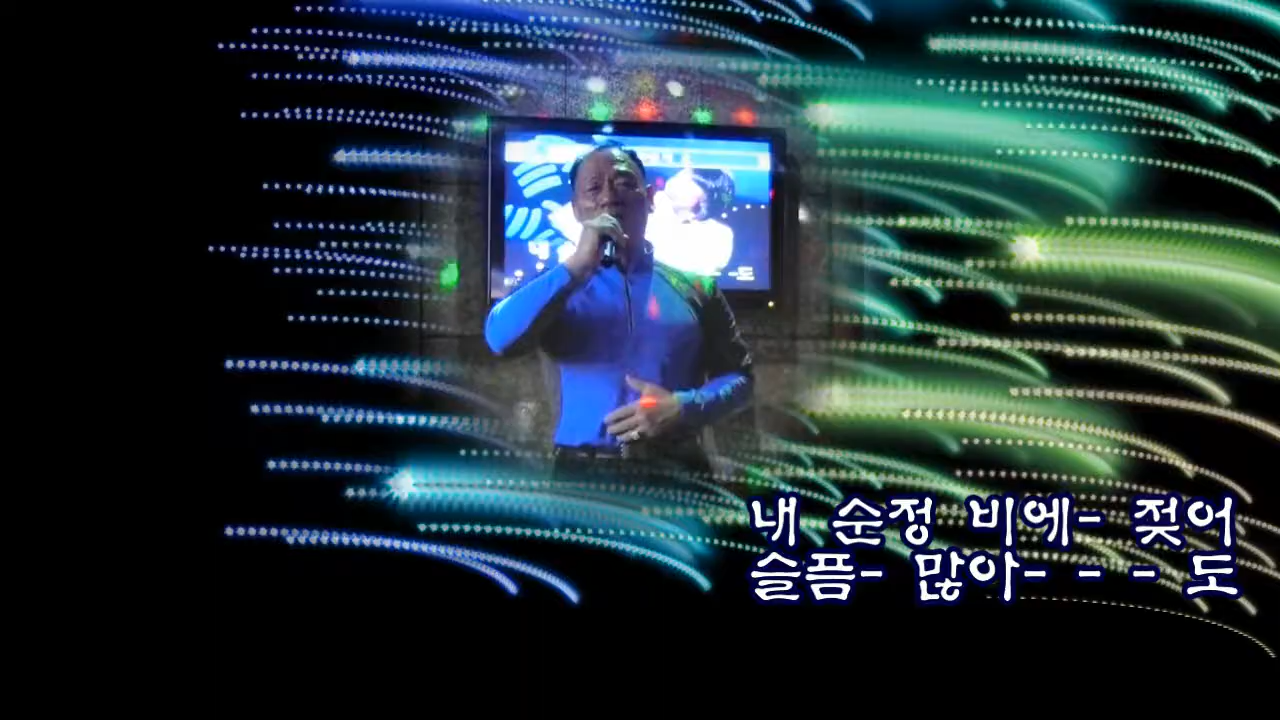 내 순정 비에- 젖어
슬픔- 많아- - - 도